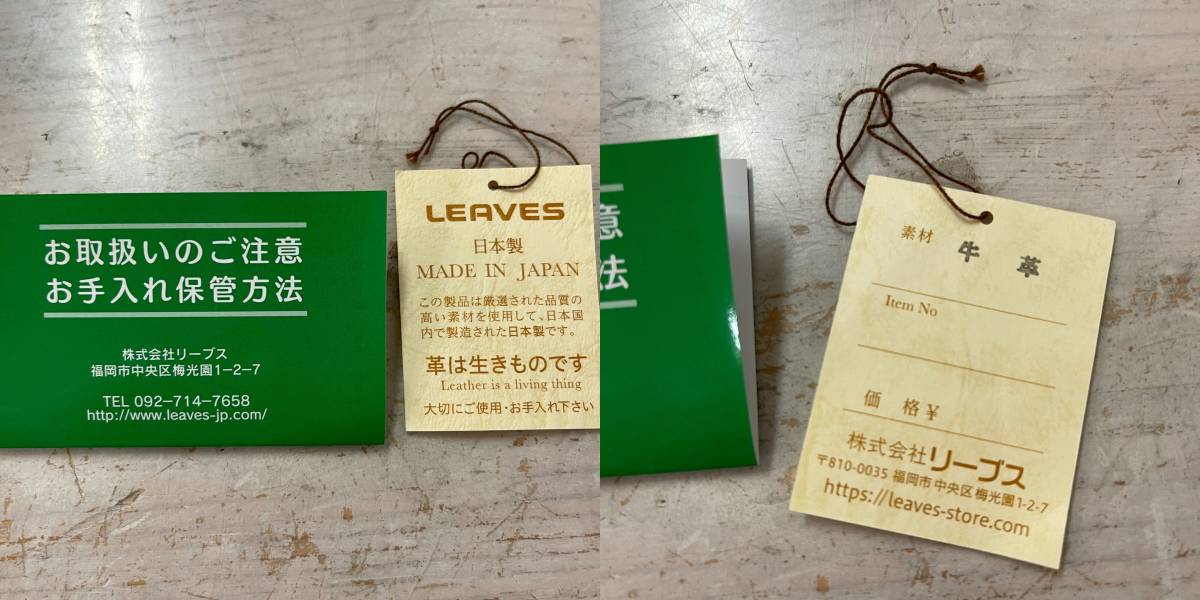 お取扱いのご注意
お手入れ保管方法
株式会社リーブス
福岡市中央区梅光園1−2−7
TEL 092−714−7658
http://www.leaves-jp.com/
LEAVES
日本製
MADE IN JAPAN
この製品は厳選された品質の
高い素材を使用して、日本国
内で製造された日本製です。
革は生きものです
Leather is a living thing
大切にご使用・お手入れ下さい
意
法
素材 牛 革
Item No
価 格 ¥
株式会社リーブス
〒810-0035 福岡市中央区梅光園1-2-7
https://leaves-store.com